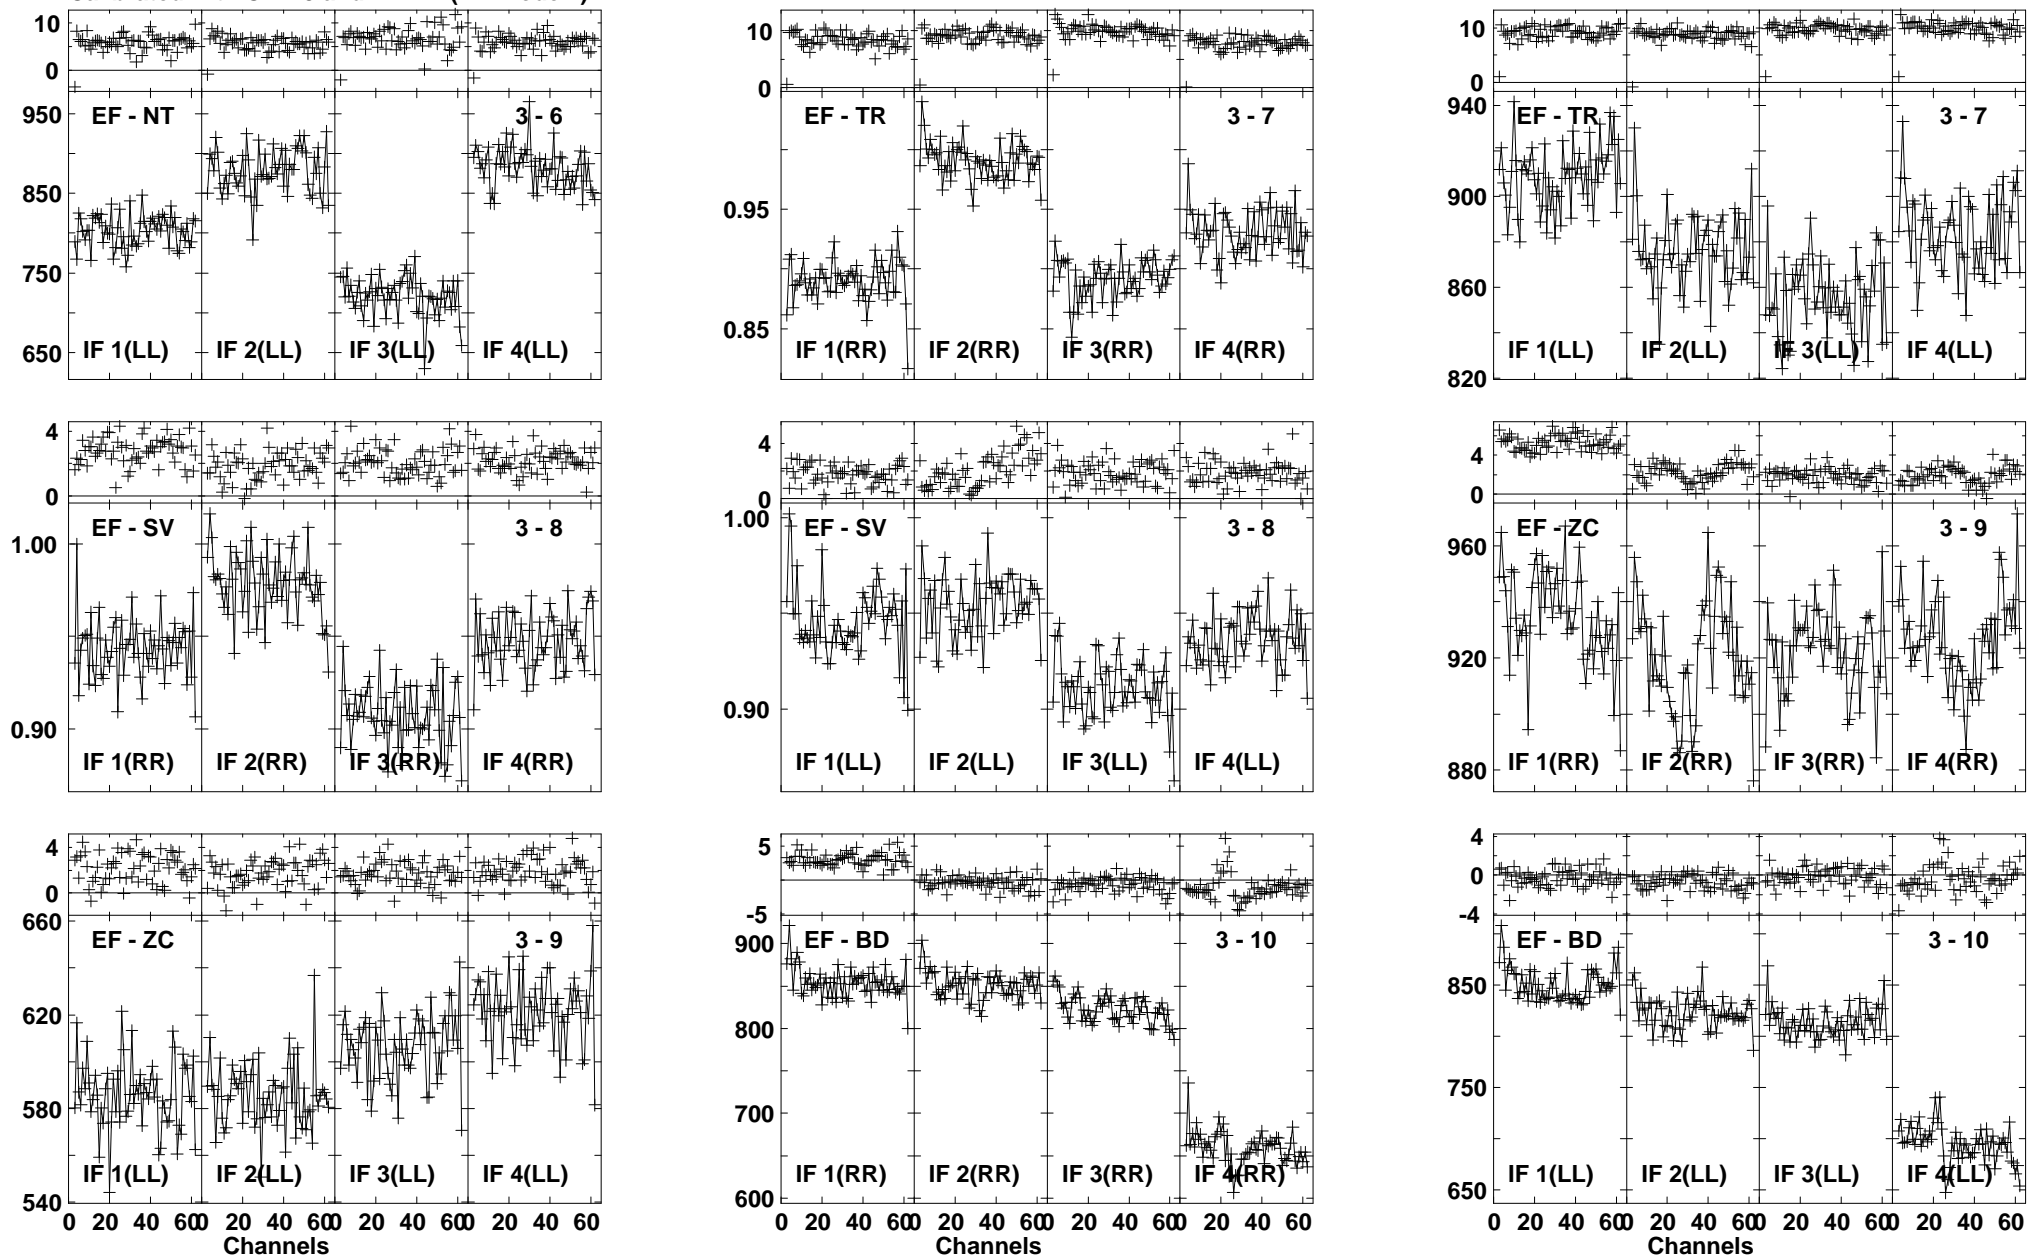 10
0
EF - NT
3 - 6
950
850
750
650
IF 1(LL)
IF 2(LL)
IF 3(LL)
IF 4(LL)
10
0
EF - TR
3 - 7
0.95
0.85
IF 1(RR)
IF 2(RR)
IF 3(RR)
IF 4(RR)
10
0
940
EF - TR
3 - 7
900
860
820
IF 1(LL)
IF 2(LL)
IF 3(LL)
IF 4(LL)
4
0
EF - SV
3 - 8
1.00
0.90
IF 1(RR)
IF 2(RR)
IF 3(RR)
IF 4(RR)
4
0
1.00
EF - SV
3 - 8
0.90
IF 1(LL)
IF 2(LL)
IF 3(LL)
IF 4(LL)
4
0
EF - ZC
3 - 9
960
920
880
IF 1(RR)
IF 2(RR)
IF 3(RR)
IF 4(RR)
4
0
660
EF - ZC
3 - 9
620
580
540
IF 1(LL)
IF 2(LL)
IF 3(LL)
IF 4(LL)
0 20 40 60 0 20 40 60 0 20 40 60 0 20 40 60
Channels
5
-5
EF - BD
3 - 10
900
800
700
600
IF 1(RR)
IF 2(RR)
IF 3(RR)
IF 4(RR)
0 20 40 60 0 20 40 60 0 20 40 60 0 20 40 60
Channels
4
0
-4
EF - BD
3 - 10
850
750
650
IF 1(LL)
IF 2(LL)
IF 3(LL)
IF 4(LL)
0 20 40 60 0 20 40 60 0 20 40 60 0 20 40 60
Channels